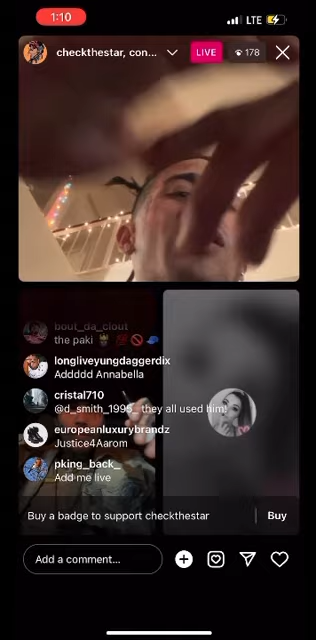 1:10
LTE
checkthestar, con...
LIVE
178
bout_da_clout
the paki
longliveyungdaggerdix
Addddd Annabella
cristal710
@d_smith_1995_ they all used him!
europeanluxurybrandz
Justice4Aarom
pking_back_
Add me live
Buy a badge to support checkthestar
Buy
Add a comment...